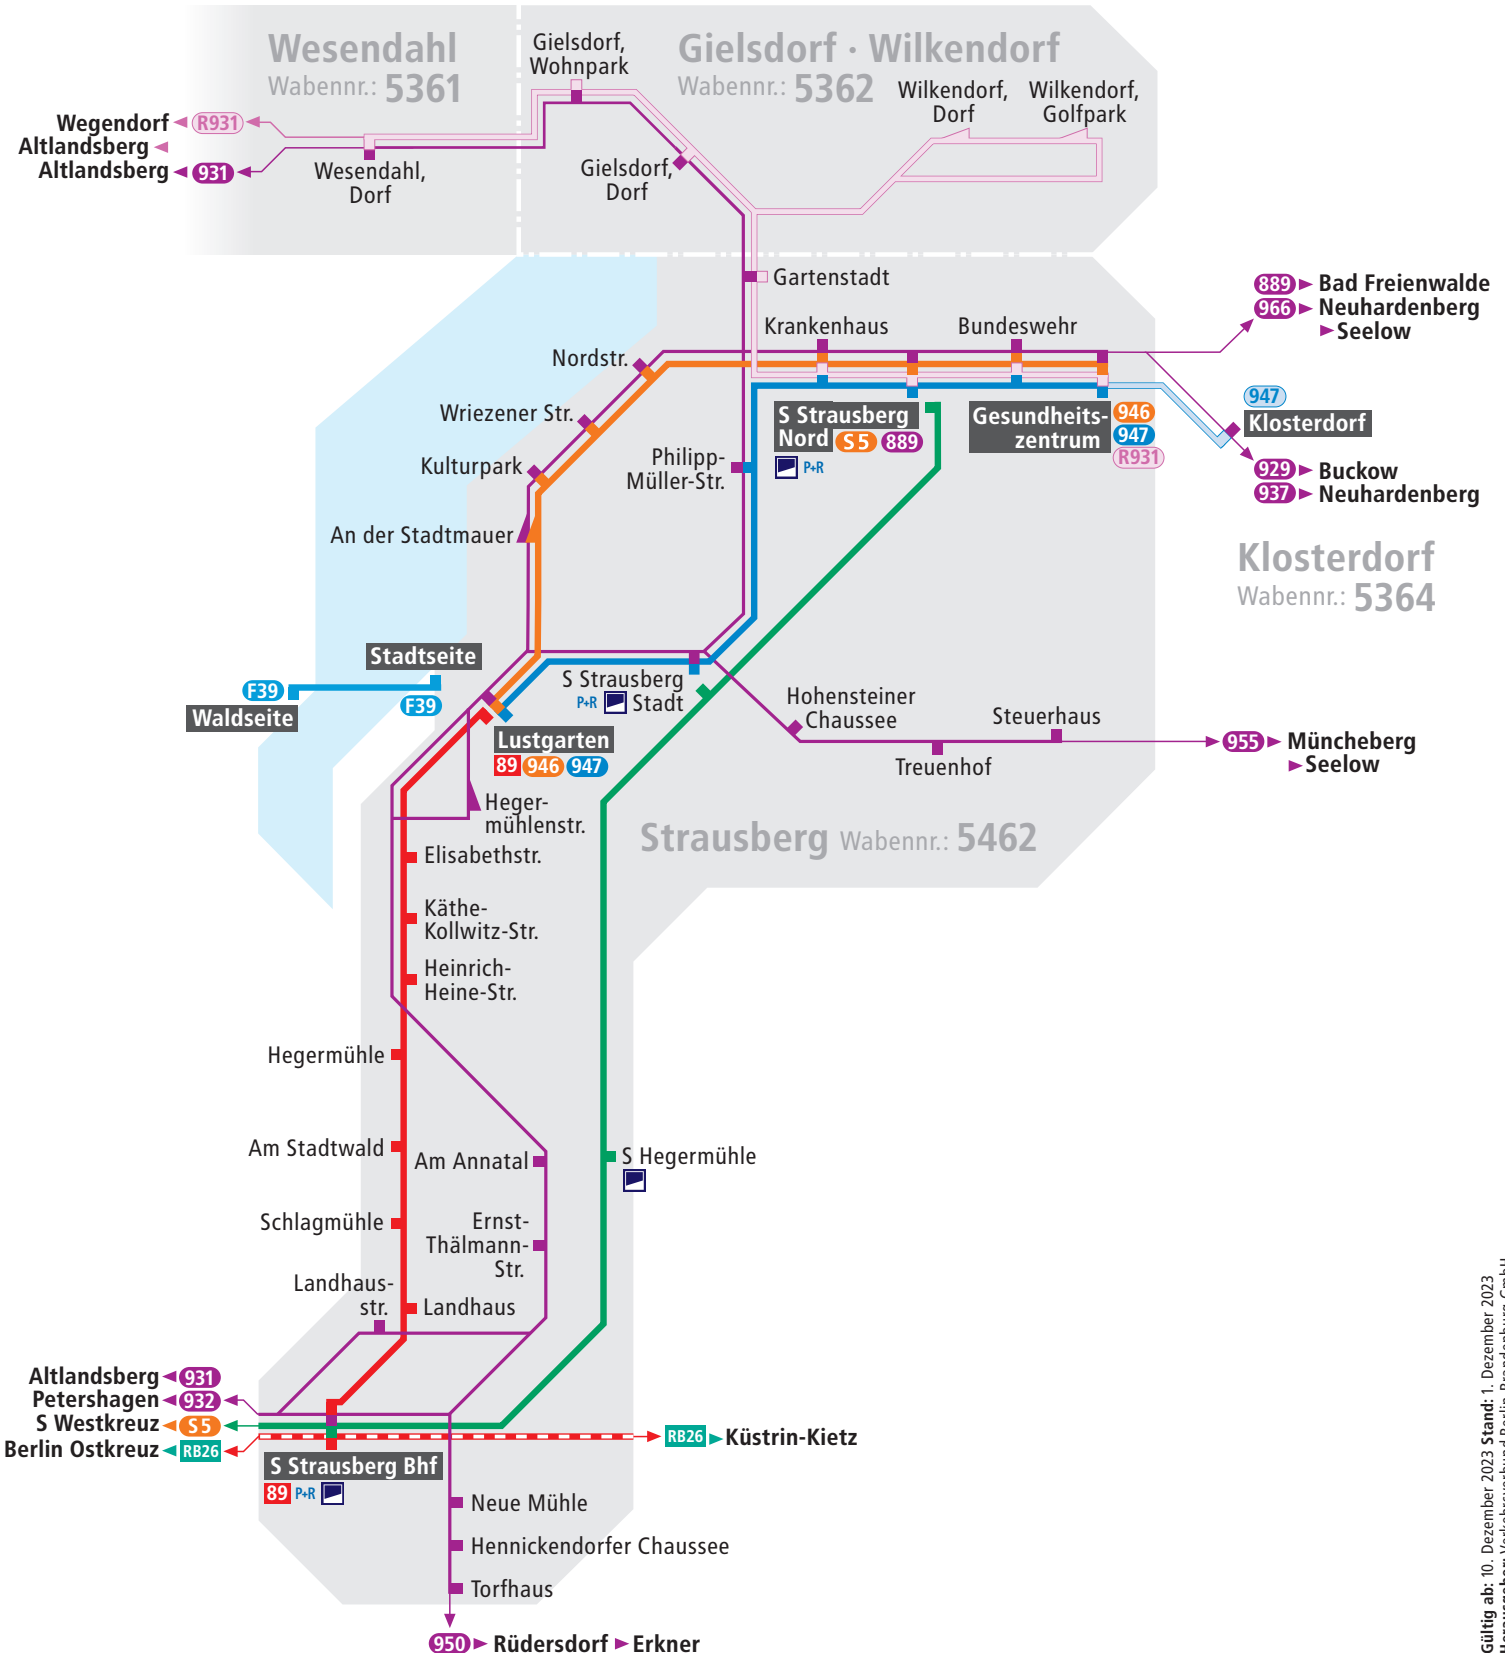 Wesendahl
Wabennr.: 5361
Gielsdorf,
Wohnpark
Gielsdorf · Wilkendorf
Wabennr.: 5362
Wilkendorf,
Dorf
Wilkendorf,
Golfpark
Wegendorf R931
Altlandsberg
Altlandsberg 931
Wesendahl,
Dorf
Gielsdorf,
Dorf
Gartenstadt
889 Bad Freienwalde
966 Neuhardenberg
Seelow
Krankenhaus
Bundeswehr
Nordstr.
Wriezener Str.
Kulturpark
An der Stadtmauer
S Strausberg
Nord S5 889
P+R
Gesundheits-
zentrum
946
947
R931
947
Klosterdorf
929 Buckow
937 Neuhardenberg
Philipp-
Müller-Str.
Klosterdorf
Wabennr.: 5364
Stadtseite
F39
F39
Waldseite
S Strausberg
P+R Stadt
Lustgarten
89 946 947
Hohensteiner
Chaussee
Steuerhaus
Treuenhof
955 Müncheberg
Seelow
Heger-
mühlenstr.
Strausberg Wabennr.: 5462
Elisabethstr.
Käthe-
Kollwitz-Str.
Heinrich-
Heine-Str.
Hegermühle
Am Stadtwald
Am Annatal
S Hegermühle
Schlagmühle
Ernst-
Thälmann-
Str.
Landhaus-
str.
Landhaus
Altlandsberg 931
Petershagen 932
S Westkreuz S5
Berlin Ostkreuz RB26
RB26 Küstrin-Kietz
S Strausberg Bhf
89 P+R
Neue Mühle
Hennickendorfer Chaussee
Torfhaus
950 Rüdersdorf Erkner
Gültig ab: 10. Dezember 2023 Stand: 1. Dezember 2023
Herausgeber: Verkehrsverbund Berlin-Brandenburg GmbH